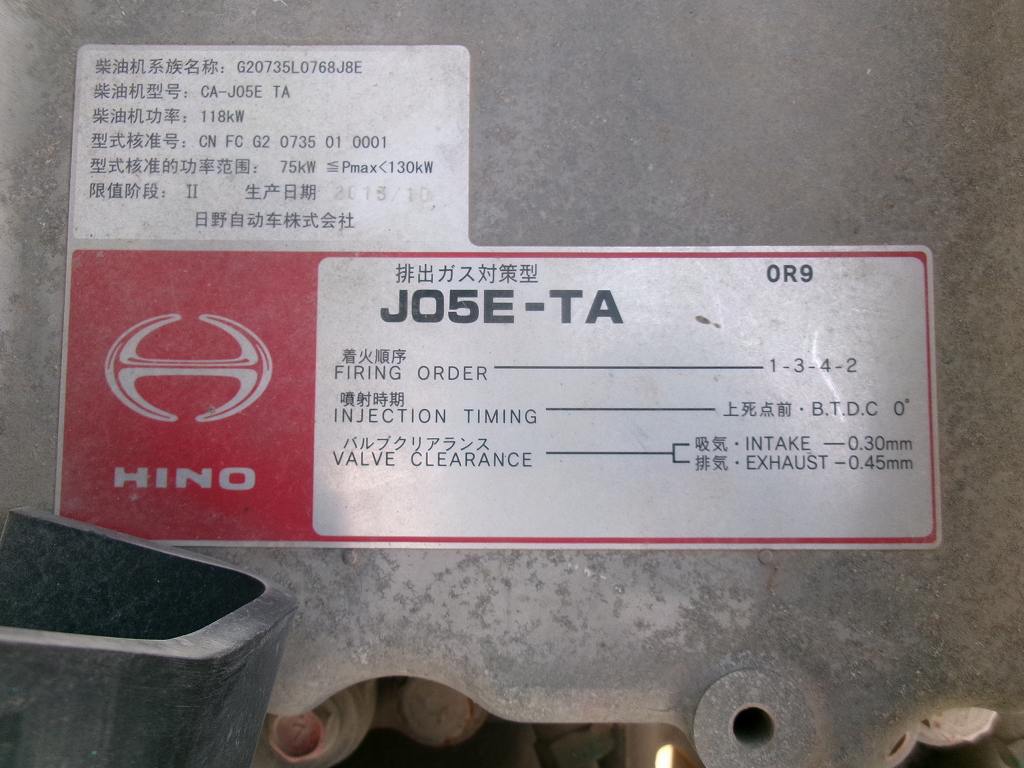 柴油机系族名称: G20735L0768J8E
柴油机型号: CA-J05E TA
柴油机功率: 118kW
型式核准号: CN FC G2 0735 01 0001
型式核准的功率范围: 75kW ≦Pmax<130kW
限值阶段: II 生产日期
日野自动车株式会社
排出ガス対策型 0R9
J05E-TA
着火順序
FIRING ORDER 1-3-4-2
噴射時期
INJECTION TIMING 上死点前・B.T.D.C 0°
バルブクリアランス
VALVE CLEARANCE
吸気・INTAKE 0.30mm
排気・EXHAUST 0.45mm
HINO